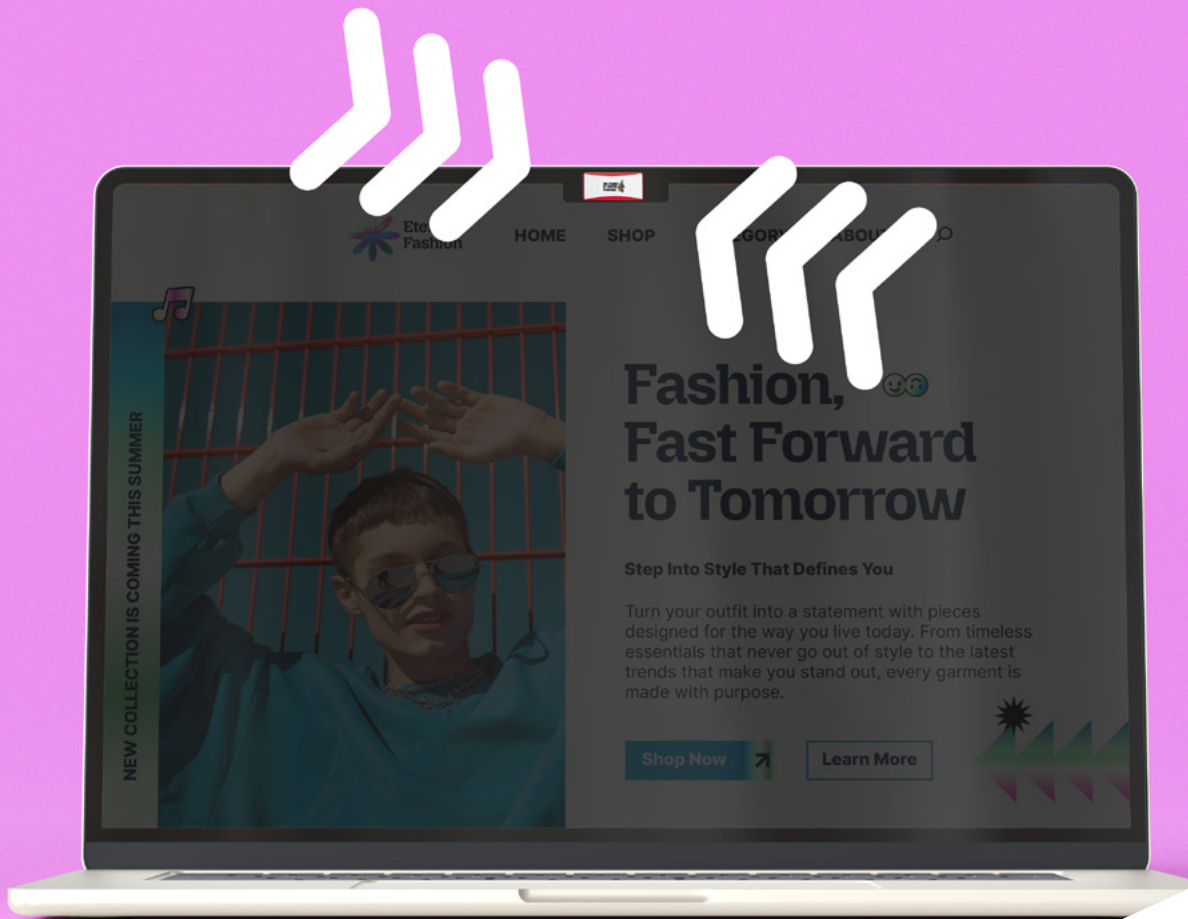 Fashion
HOME
SHOP
NEW COLLECTION IS COMING THIS SUMMER
Fashion,
Fast Forward
to Tomorrow
Step Into Style That Defines You
Turn your outfit into a statement with pieces
designed for the way you live today. From timeless
essentials that never go out of style to the latest
trends that make you stand out, every garment is
made with purpose.
Shop Now
Learn More